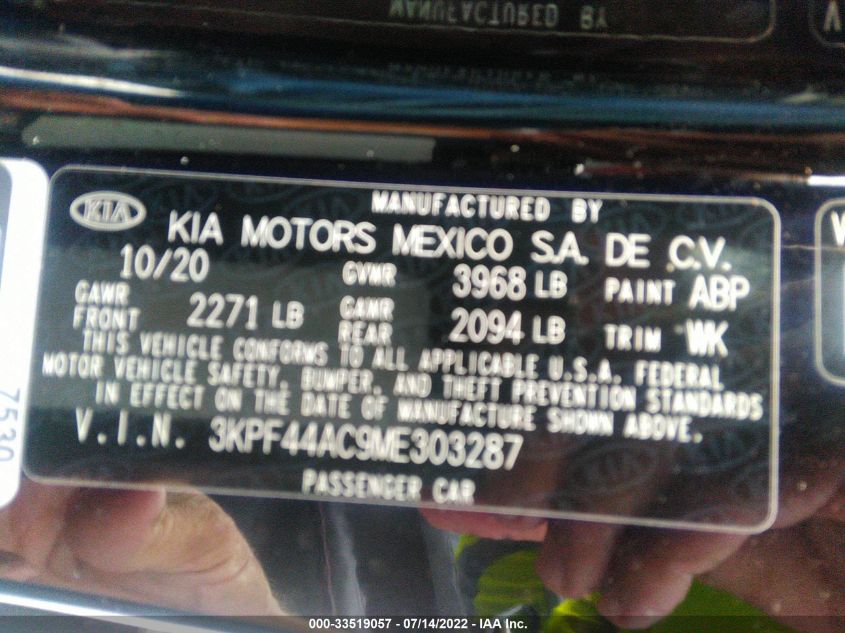 MANUFACTURED BY
KIA
KIA MOTORS MEXICO S.A. DE C.V.
10/20 GVWR 3968 LB PAINT ABP
GAWR FRONT 2271 LB GAWR REAR 2094 LB TRIM WK
THIS VEHICLE CONFORMS TO ALL APPLICABLE U.S.A. FEDERAL
MOTOR VEHICLE SAFETY, BUMPER, AND THEFT PREVENTION STANDARDS
IN EFFECT ON THE DATE OF MANUFACTURE SHOWN ABOVE.
V.I.N. 3KPF44AC9ME303287
PASSENGER CAR
7530
000-33519057 - 07/14/2022 - IAA Inc.